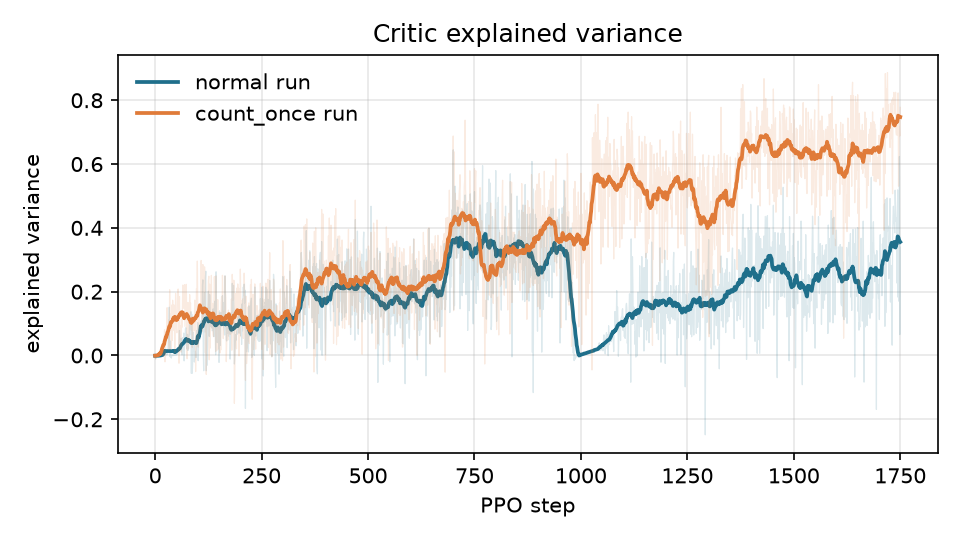 Critic explained variance
normal run
count_once run
0.8
0.6
0.4
0.2
0.0
−0.2
explained variance
0 250 500 750 1000 1250 1500 1750
PPO step